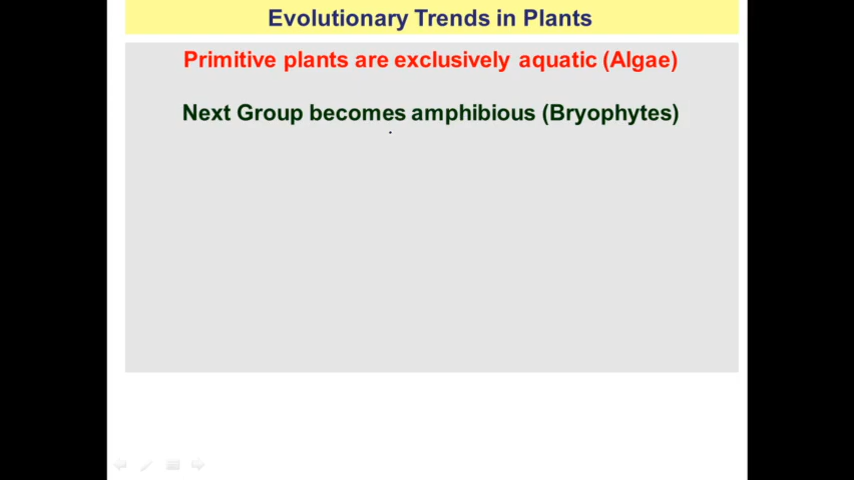 Evolutionary Trends in Plants
Primitive plants are exclusively aquatic (Algae)
Next Group becomes amphibious (Bryophytes)